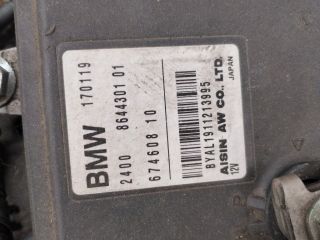 BMW 170119
2400 8644301 01
674608 10
BYAL1911213995
AISIN AW CO., LTD.
12V JAPAN